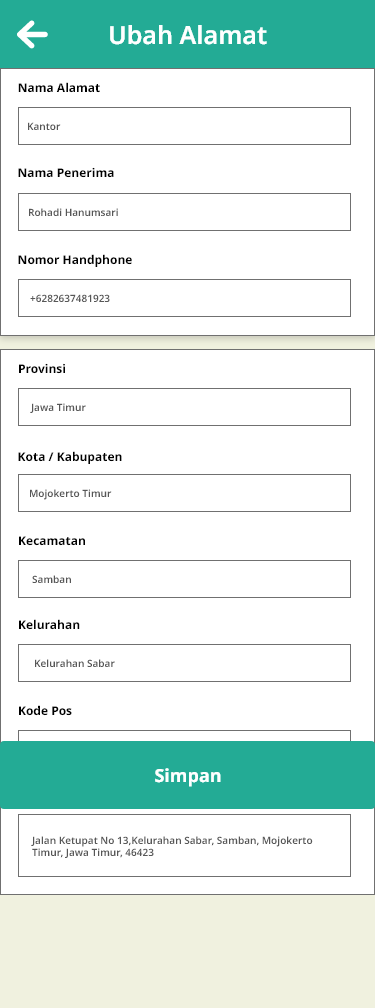 Ubah Alamat
Nama Alamat
Kantor
Nama Penerima
Rohadi Hanumsari
Nomor Handphone
+6282637481923
Provinsi
Jawa Timur
Kota / Kabupaten
Mojokerto Timur
Kecamatan
Samban
Kelurahan
Kelurahan Sabar
Kode Pos
Simpan
Jalan Ketupat No 13,Kelurahan Sabar, Samban, Mojokerto
Timur, Jawa Timur, 46423